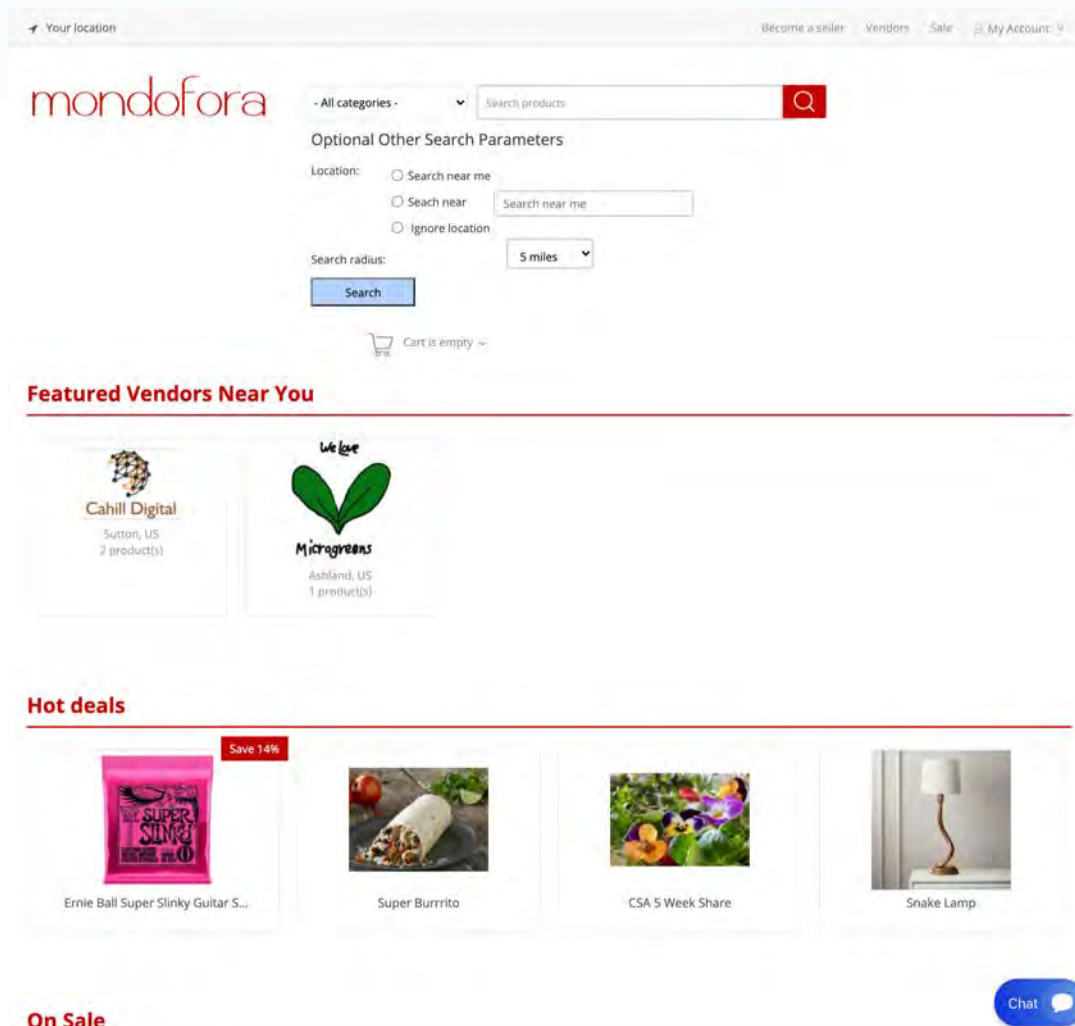 Your location
Become a seller Vendors Sale My Account
mondofora
- All categories - Search products
Optional Other Search Parameters
Location: Search near me
Seach near Search near me
Ignore location
Search radius: 5 miles
Search
Cart is empty
Featured Vendors Near You
Cahill Digital
Sutton, US
2 product(s)
We Love
Microgreens
Ashland, US
1 product(s)
Hot deals
Save 14%
SUPER
SLINKY
Ernie Ball Super Slinky Guitar S...
Super Burrrito
CSA 5 Week Share
Snake Lamp
Chat
On Sale